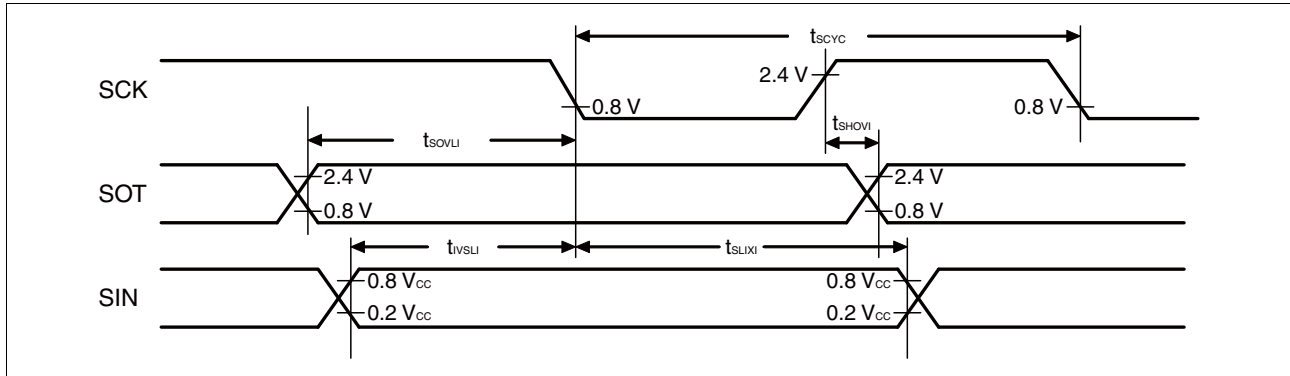 tSCYC
SCK
2.4 V
0.8 V
0.8 V
tSOVLI
tSHOVI
SOT
2.4 V
2.4 V
0.8 V
0.8 V
tIVSLI
tSLIXI
SIN
0.8 VCC
0.8 VCC
0.2 VCC
0.2 VCC